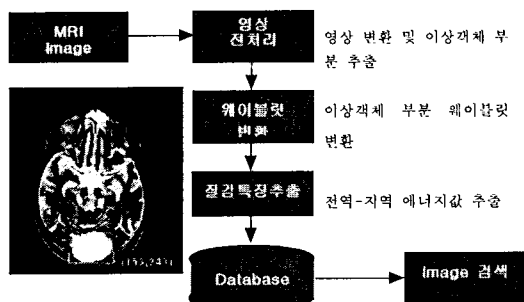 MRI
Image
영상
전처리
영상 변환 및 이상객체 부
분 추출
웨이블릿
변환
이상객체 부분 웨이블릿
변환
질감특징추출
전역-지역 에너지값 추출
(155,243)
Database
Image 검색